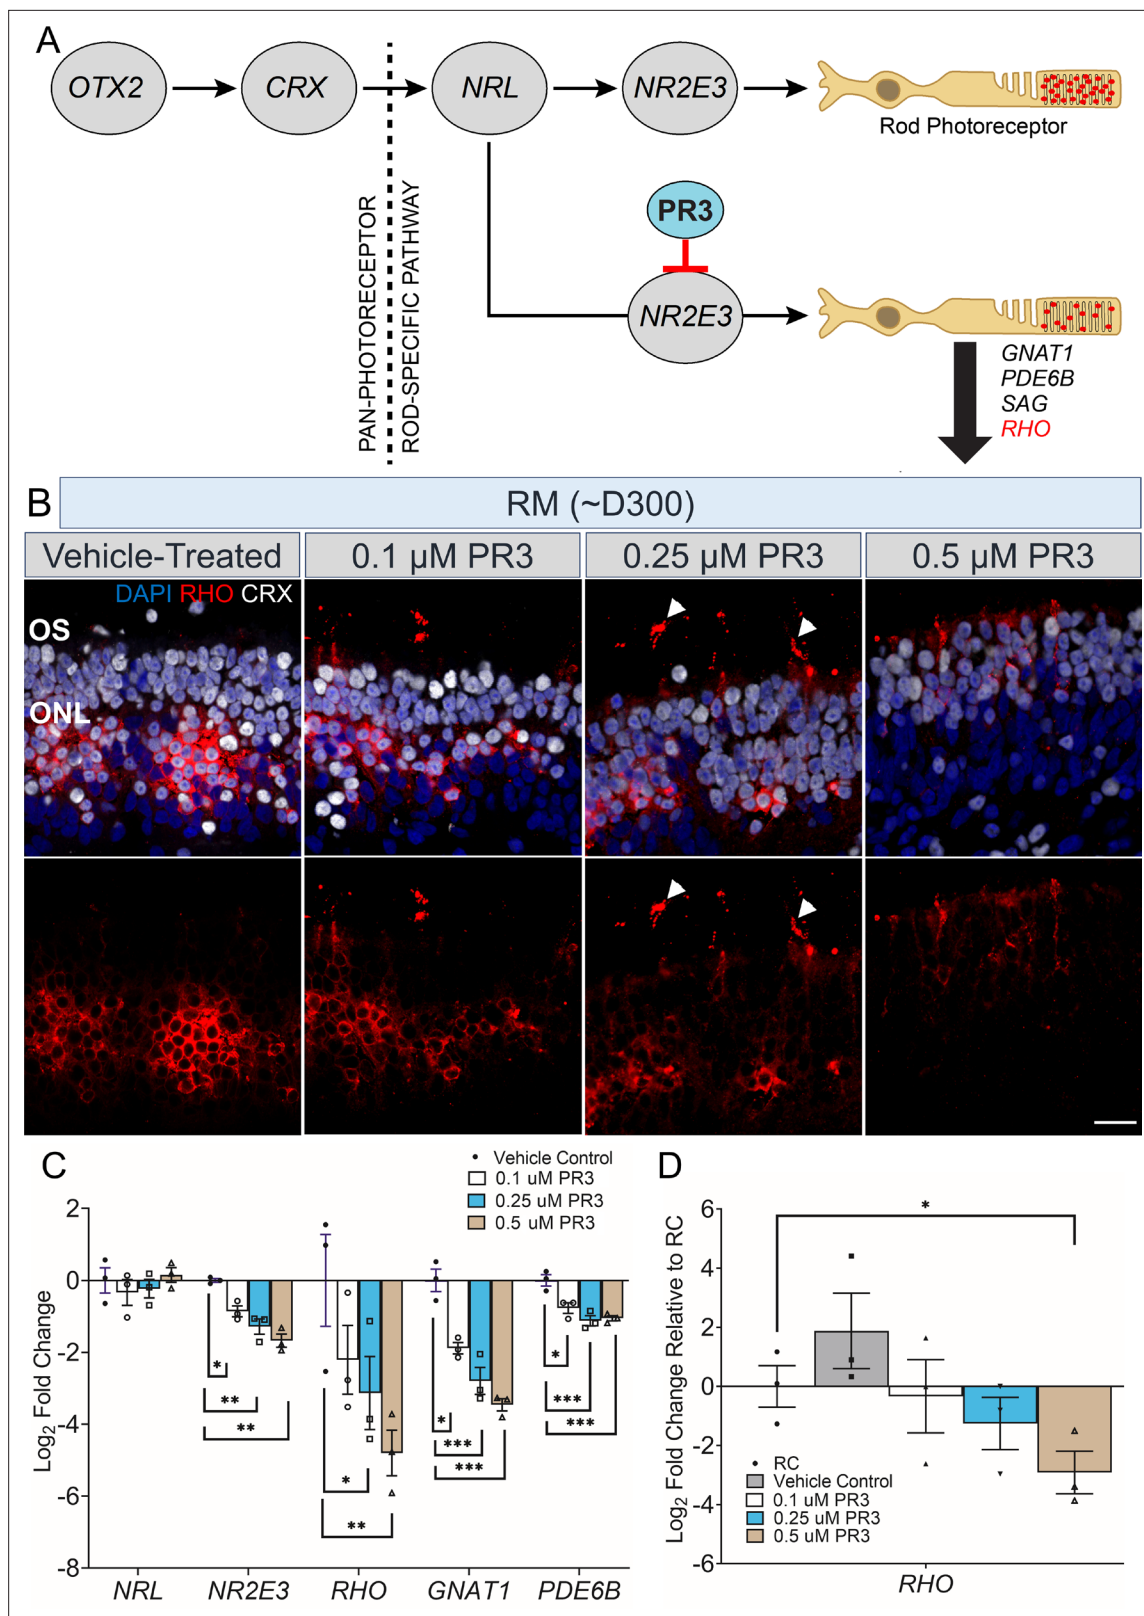 A
OTX2
CRX
NRL
NR2E3
Rod Photoreceptor
PAN-PHOTORECEPTOR
ROD-SPECIFIC PATHWAY
PR3
NR2E3
GNAT1
PDE6B
SAG
RHO
B
RM (~D300)
Vehicle-Treated
0.1 µM PR3
0.25 µM PR3
0.5 µM PR3
DAPI RHO CRX
OS
ONL
C
Vehicle Control
0.1 uM PR3
0.25 uM PR3
0.5 uM PR3
Log2 Fold Change
2
0
-2
-4
-6
-8
*
**
**
*
**
*
***
***
*
***
***
NRL
NR2E3
RHO
GNAT1
PDE6B
D
Log2 Fold Change Relative to RC
6
4
2
0
-2
-4
-6
*
RC
Vehicle Control
0.1 uM PR3
0.25 uM PR3
0.5 uM PR3
RHO